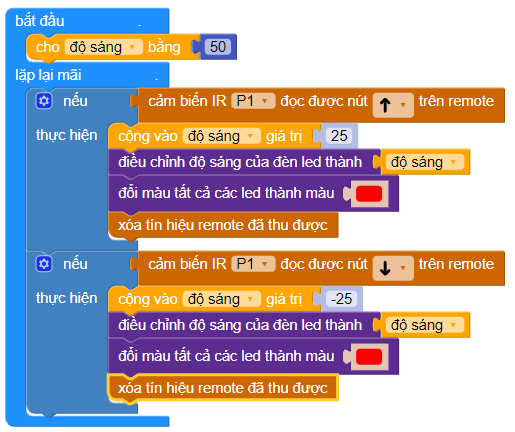 bắt đầu
cho độ sáng bằng 50
lặp lại mãi
nếu cảm biến IR P1 đọc được nút ↑ trên remote
thực hiện cộng vào độ sáng giá trị 25
điều chỉnh độ sáng của đèn led thành độ sáng
đổi màu tất cả các led thành màu
xóa tín hiệu remote đã thu được
nếu cảm biến IR P1 đọc được nút ↓ trên remote
thực hiện cộng vào độ sáng giá trị -25
điều chỉnh độ sáng của đèn led thành độ sáng
đổi màu tất cả các led thành màu
xóa tín hiệu remote đã thu được